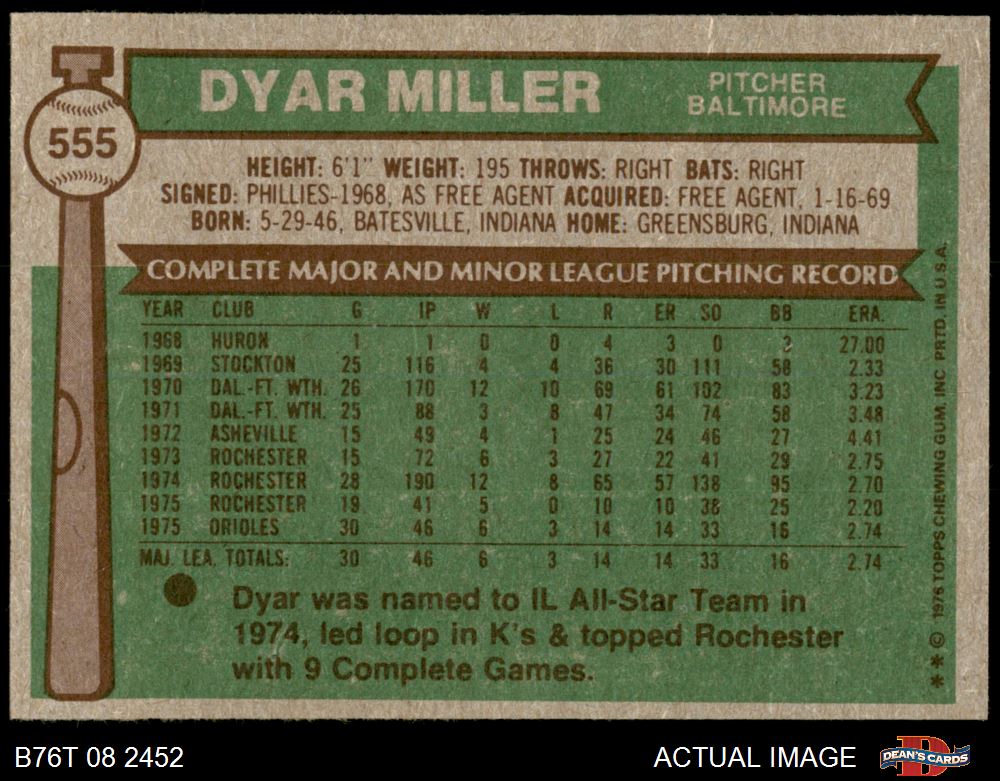 DYAR MILLER
PITCHER
BALTIMORE
555
HEIGHT: 6'1" WEIGHT: 195 THROWS: RIGHT BATS: RIGHT
SIGNED: PHILLIES-1968, AS FREE AGENT ACQUIRED: FREE AGENT, 1-16-69
BORN: 5-29-46, BATESVILLE, INDIANA HOME: GREENSBURG, INDIANA
COMPLETE MAJOR AND MINOR LEAGUE PITCHING RECORD
YEAR CLUB G IP W L R ER SO BB ERA.
1968 HURON 1 1 0 0 4 3 0 3 27.00
1969 STOCKTON 25 116 4 4 36 30 111 58 2.33
1970 DAL.-FT. WTH. 26 170 12 10 69 61 102 83 3.23
1971 DAL.-FT. WTH. 25 88 3 8 47 34 74 58 3.48
1972 ASHEVILLE 15 49 4 1 25 24 46 27 4.41
1973 ROCHESTER 15 72 6 3 27 22 41 29 2.75
1974 ROCHESTER 28 190 12 8 65 57 138 95 2.70
1975 ROCHESTER 19 41 5 0 10 10 38 25 2.20
1975 ORIOLES 30 46 6 3 14 14 33 16 2.74
MAJ. LEA. TOTALS: 30 46 6 3 14 14 33 16 2.74
Dyar was named to IL All-Star Team in
1974, led loop in K's & topped Rochester
with 9 Complete Games.
* * © 1976 TOPPS CHEWING GUM, INC PRTD. IN U.S.A.
B76T 08 2452
ACTUAL IMAGE
DEAN'S CARDS